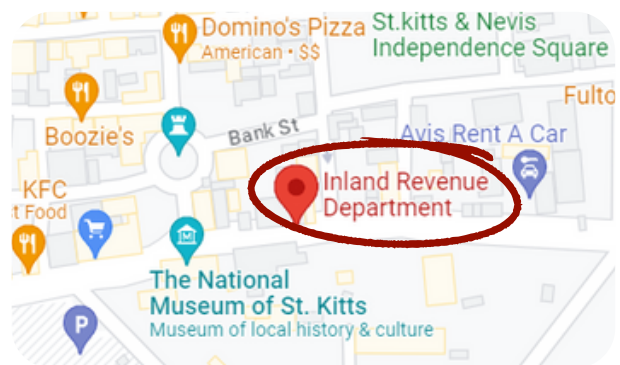 Domino's Pizza
American • $$
St.kitts & Nevis
Independence Square
Fulto
Boozie's
Bank St
Avis Rent A Car
KFC
t Food
Inland Revenue
Department
The National
Museum of St. Kitts
Museum of local history & culture
P